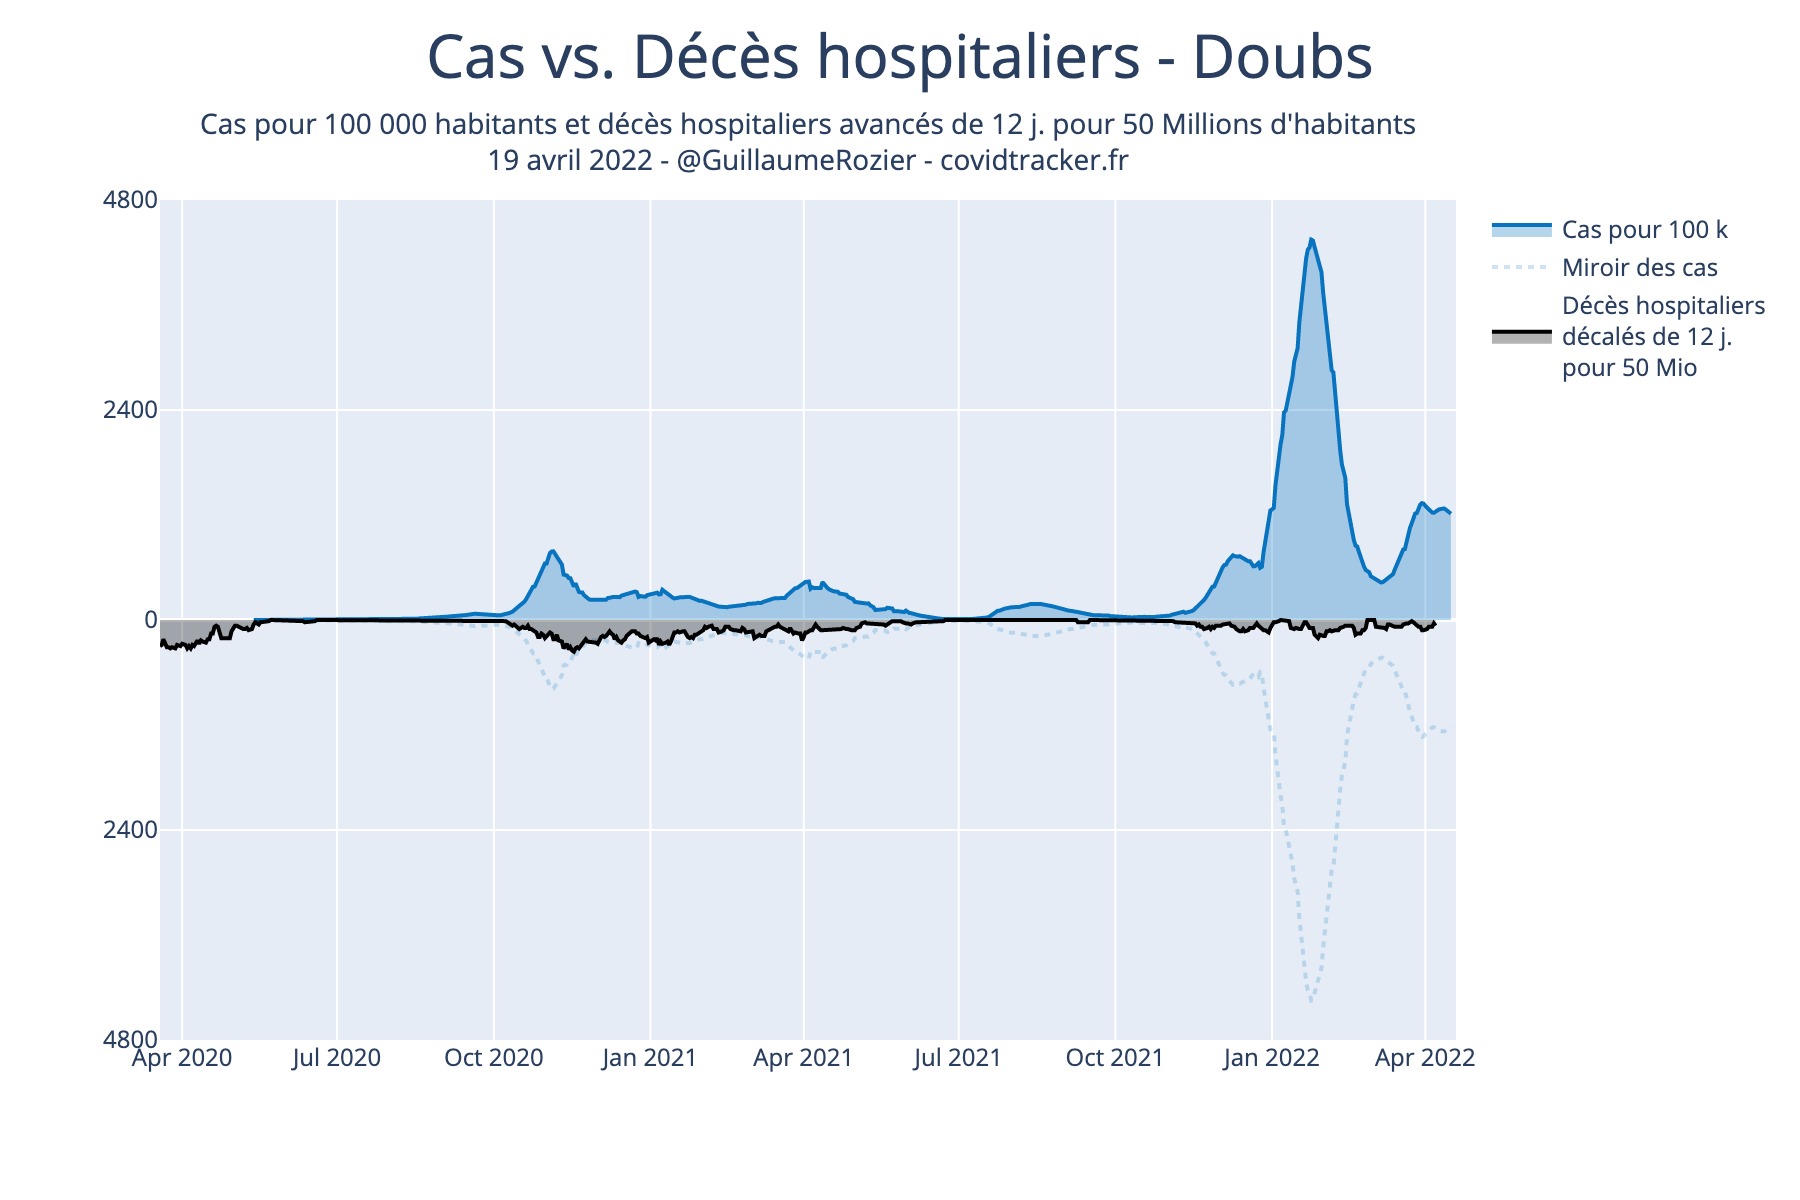 Cas vs. Décès hospitaliers - Doubs
Cas pour 100 000 habitants et décès hospitaliers avancés de 12 j. pour 50 Millions d'habitants
19 avril 2022 - @GuillaumeRozier - covidtracker.fr
4800
2400
0
2400
4800
Apr 2020
Jul 2020
Oct 2020
Jan 2021
Apr 2021
Jul 2021
Oct 2021
Jan 2022
Apr 2022
Cas pour 100 k
Miroir des cas
Décès hospitaliers
décalés de 12 j.
pour 50 Mio